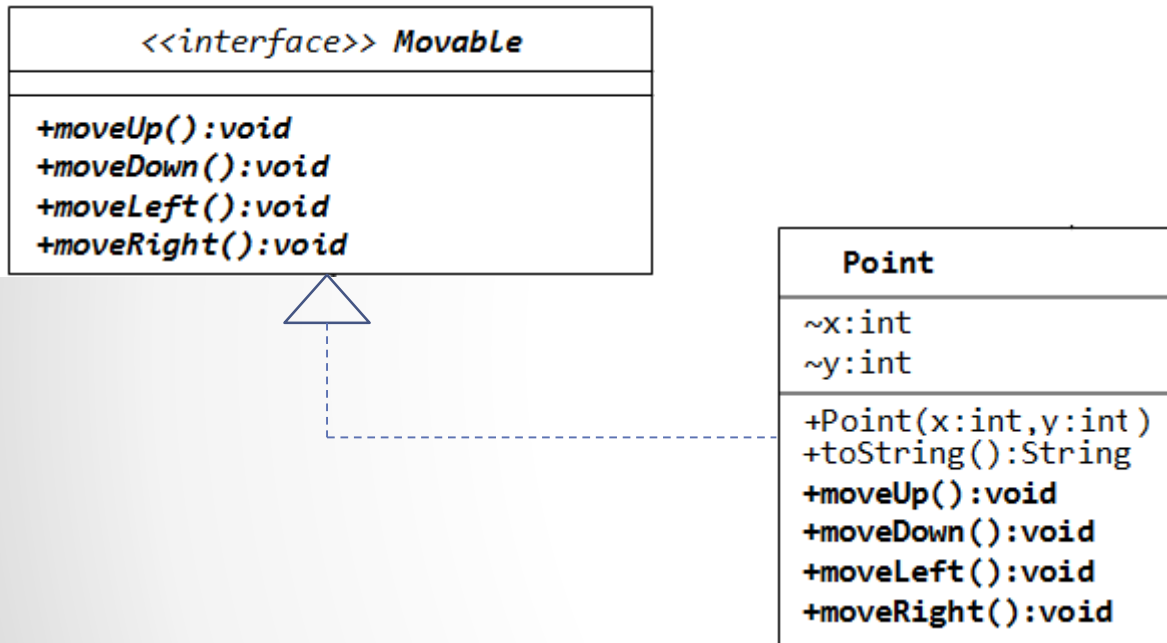 <<interface>> Movable
+moveUp():void
+moveDown():void
+moveLeft():void
+moveRight():void
Point
~x:int
~y:int
+Point(x:int,y:int)
+toString():String
+moveUp():void
+moveDown():void
+moveLeft():void
+moveRight():void